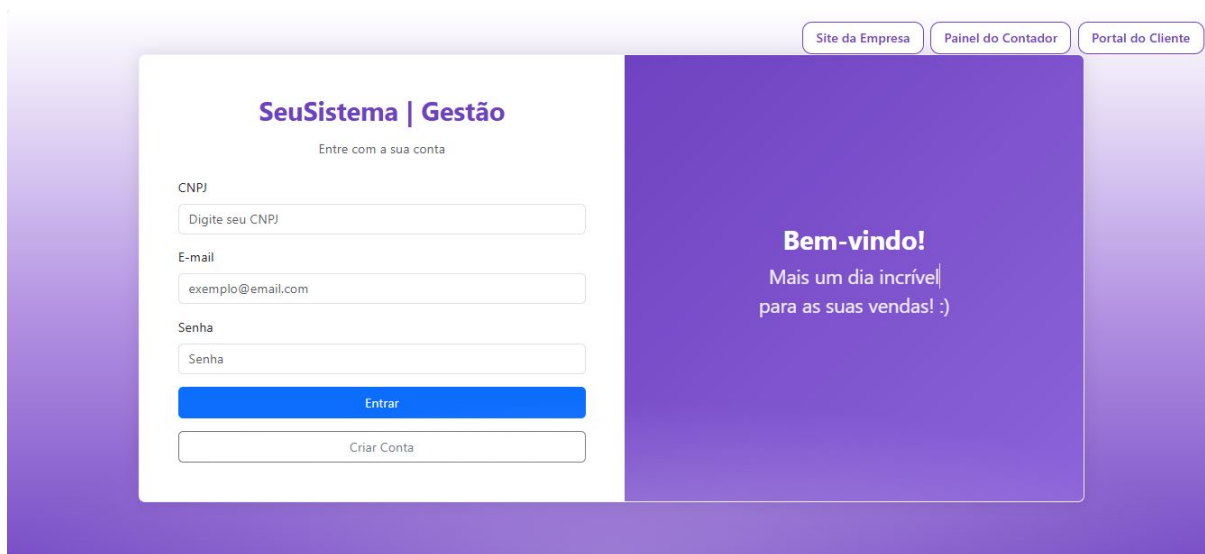 Site da Empresa
Painel do Contador
Portal do Cliente
SeuSistema | Gestão
Entre com a sua conta
CNPJ
Digite seu CNPJ
E-mail
exemplo@email.com
Senha
Senha
Entrar
Criar Conta
Bem-vindo!
Mais um dia incrível
para as suas vendas! :)